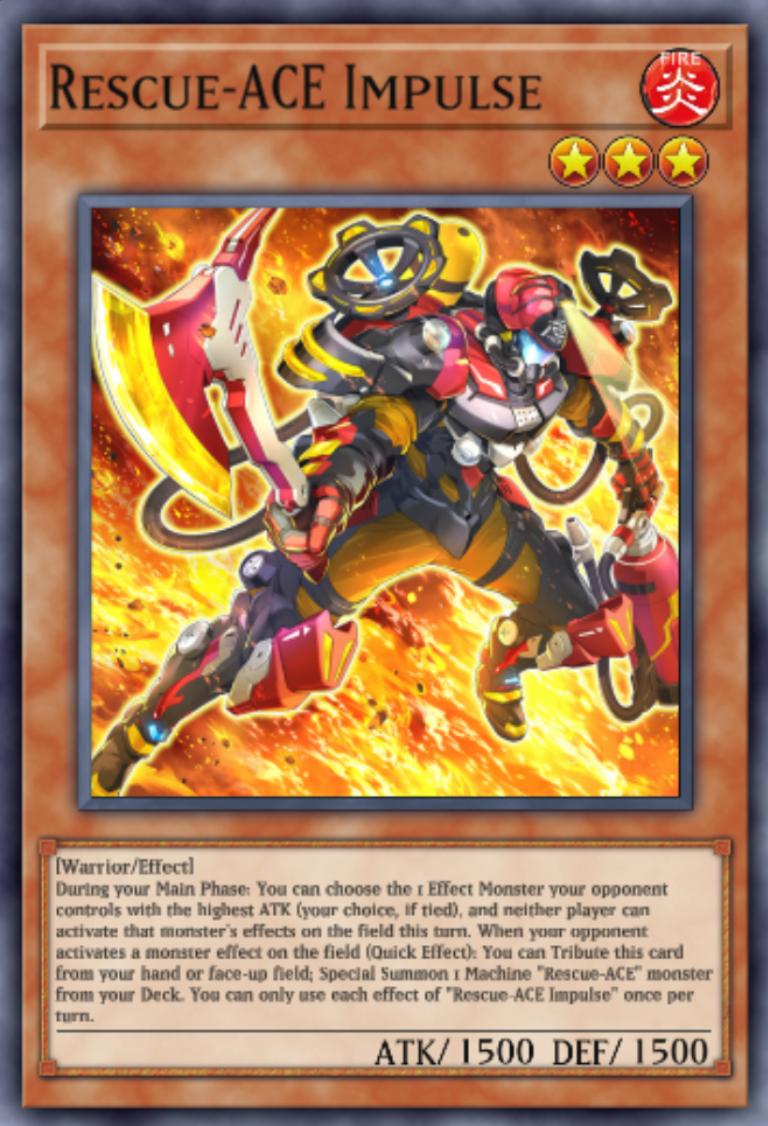 Rescue-ACE Impulse
FIRE
炎
[Warrior/Effect]
During your Main Phase: You can choose the 1 Effect Monster your opponent
controls with the highest ATK (your choice, if tied), and neither player can
activate that monster's effects on the field this turn. When your opponent
activates a monster effect on the field (Quick Effect): You can Tribute this card
from your hand or face-up field; Special Summon 1 Machine "Rescue-ACE" monster
from your Deck. You can only use each effect of "Rescue-ACE Impulse" once per
turn.
ATK/ 1500 DEF/ 1500